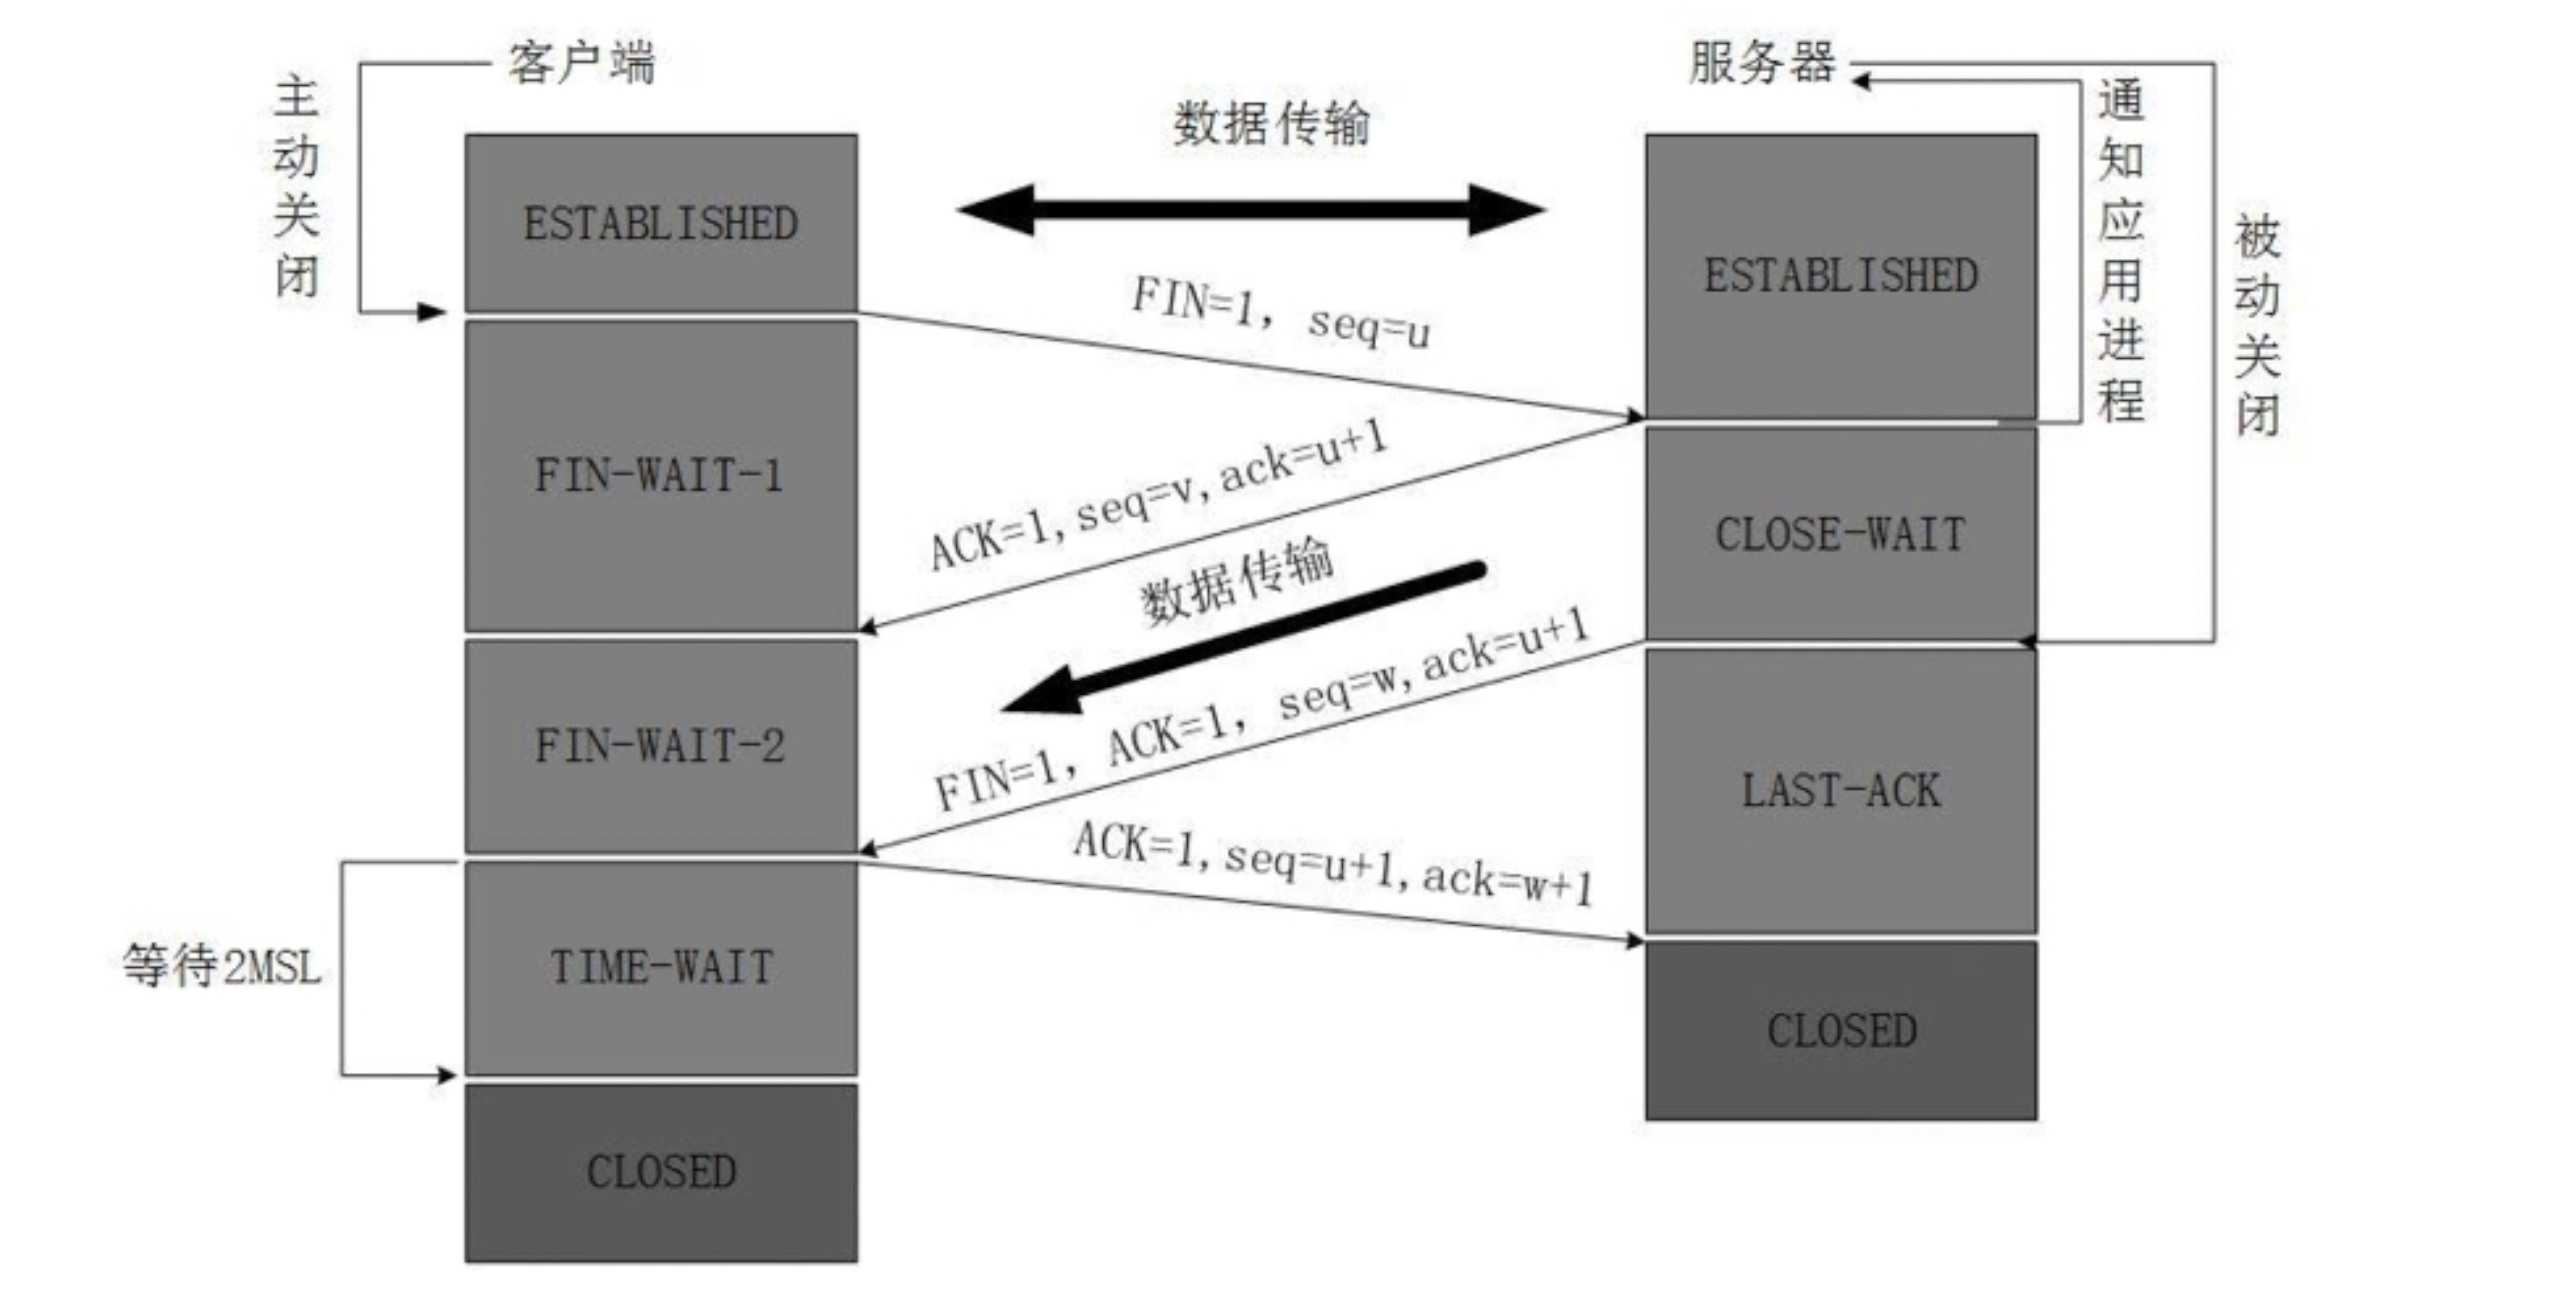 客户端
服务器
主动关闭
数据传输
通知应用进程
被动关闭
ESTABLISHED
ESTABLISHED
FIN=1, seq=u
FIN-WAIT-1
ACK=1,seq=v,ack=u+1
CLOSE-WAIT
数据传输
FIN-WAIT-2
FIN=1, ACK=1, seq=w,ack=u+1
LAST-ACK
ACK=1,seq=u+1,ack=w+1
等待2MSL
TIME-WAIT
CLOSED
CLOSED